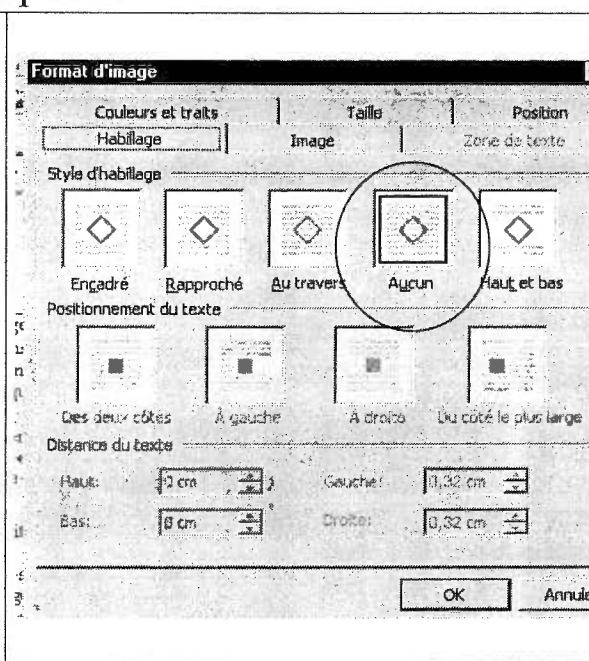 Format d'image
Couleurs et traits Taille Position
Habillage Image Zone de texte
Style d'habillage
Encadré Rapproché Au travers Aucun Haut et bas
Positionnement du texte
Des deux côtés À gauche À droite Du côté le plus large
Distance du texte
Haut: 0 cm Gauche: 0,32 cm
Bas: 0 cm Droite: 0,32 cm
OK Annule